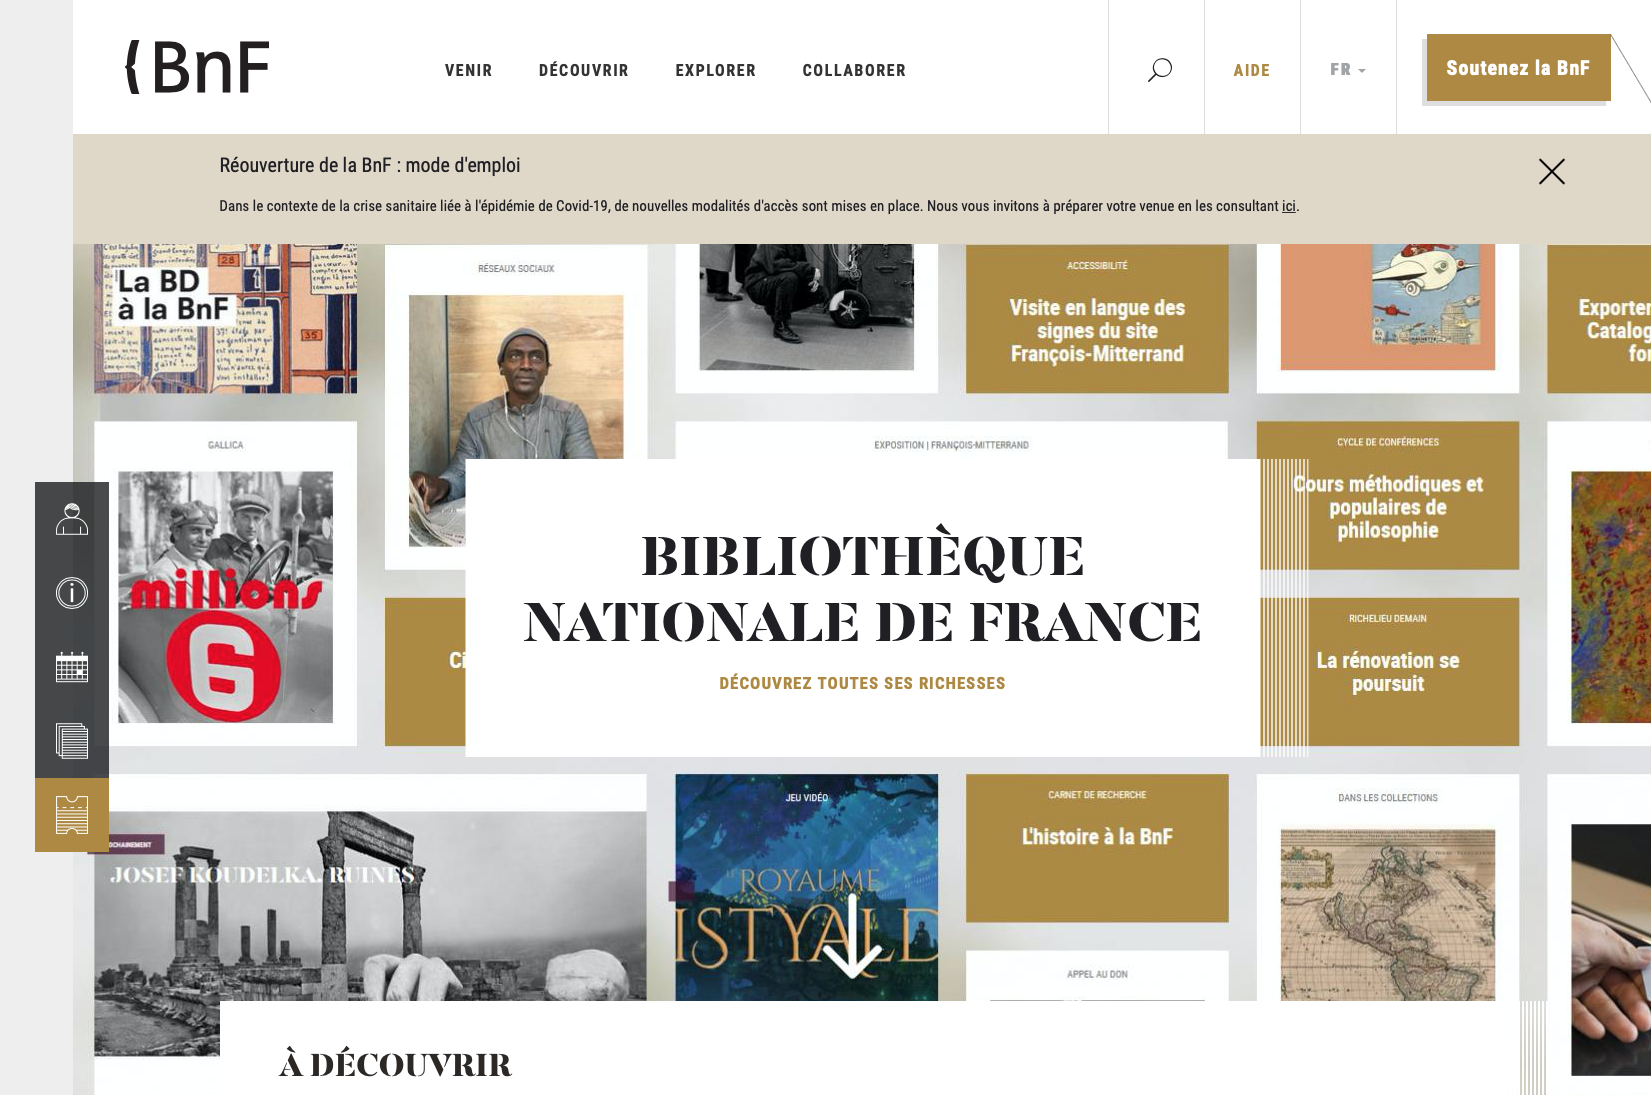 BnF
VENIR
DÉCOUVRIR
EXPLORER
COLLABORER
AIDE
FR
Soutenez la BnF
Réouverture de la BnF : mode d'emploi
Dans le contexte de la crise sanitaire liée à l'épidémie de Covid-19, de nouvelles modalités d'accès sont mises en place. Nous vous invitons à préparer votre venue en les consultant ici.
28
La BD
à la BnF
35
RÉSEAUX SOCIAUX
ACCESSIBILITÉ
Visite en langue des
signes du site
François-Mitterrand
HACHETTE
Exporter
Catalog
for
GALLICA
millions
6
EXPOSITION | FRANÇOIS-MITTERRAND
CYCLE DE CONFÉRENCES
Cours méthodiques et
populaires de
philosophie
BIBLIOTHÈQUE
NATIONALE DE FRANCE
DÉCOUVREZ TOUTES SES RICHESSES
Ci
RICHELIEU DEMAIN
La rénovation se
poursuit
OCHAINEMENT
JOSEF KOUDELKA. RUINES
JEU VIDÉO
LE ROYAUME
ISTYALD
CARNET DE RECHERCHE
L'histoire à la BnF
APPEL AU DON
DANS LES COLLECTIONS
À DÉCOUVRIR